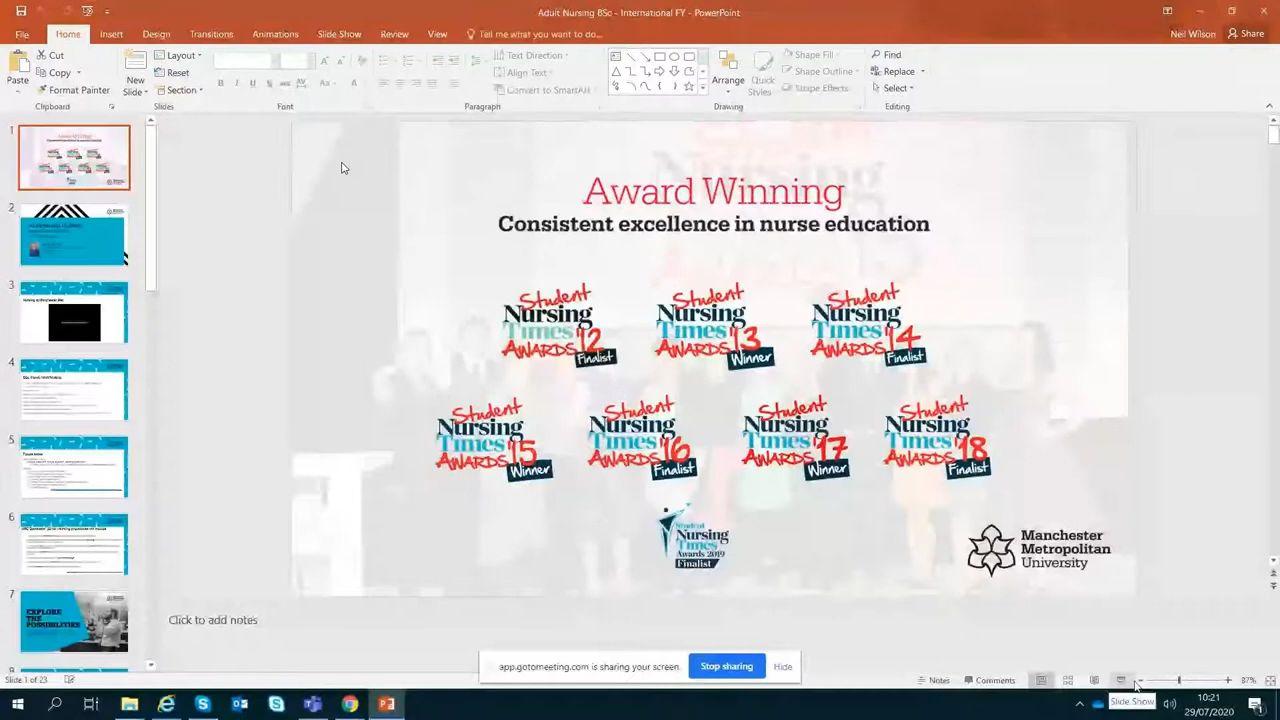 Adult Nursing BSc - International FY - PowerPoint
Neil Wilson
Share
File Home Insert Design Transitions Animations Slide Show Review View Tell me what you want to do...
Paste
Cut
Copy
Format Painter
Clipboard
New Slide
Layout
Reset
Section
Slides
Font
Text Direction
Align Text
Convert to SmartArt
Paragraph
Arrange
Quick Styles
Shape Fill
Shape Outline
Shape Effects
Drawing
Find
Replace
Select
Editing
1
2
3
4
5
6
7
EXPLORE
THE
POSSIBILITIES
Award Winning
Consistent excellence in nurse education
Student
Nursing
Times
AWARDS '12
Finalist
Student
Nursing
Times
AWARDS '13
Winner
Student
Nursing
Times
AWARDS '14
Finalist
Student
Nursing
Times
AWARDS '15
Winner
Student
Nursing
Times
AWARDS '16
Finalist
Student
Nursing
Times
AWARDS '17
Winner
Student
Nursing
Times
AWARDS '18
Finalist
Student
Nursing
Times
Awards 2019
Finalist
Manchester
Metropolitan
University
Click to add notes
app.gotomeeting.com is sharing your screen.
Stop sharing
Hide
Slide 1 of 23
Notes
Comments
87%
Slide Show
10:21
29/07/2020